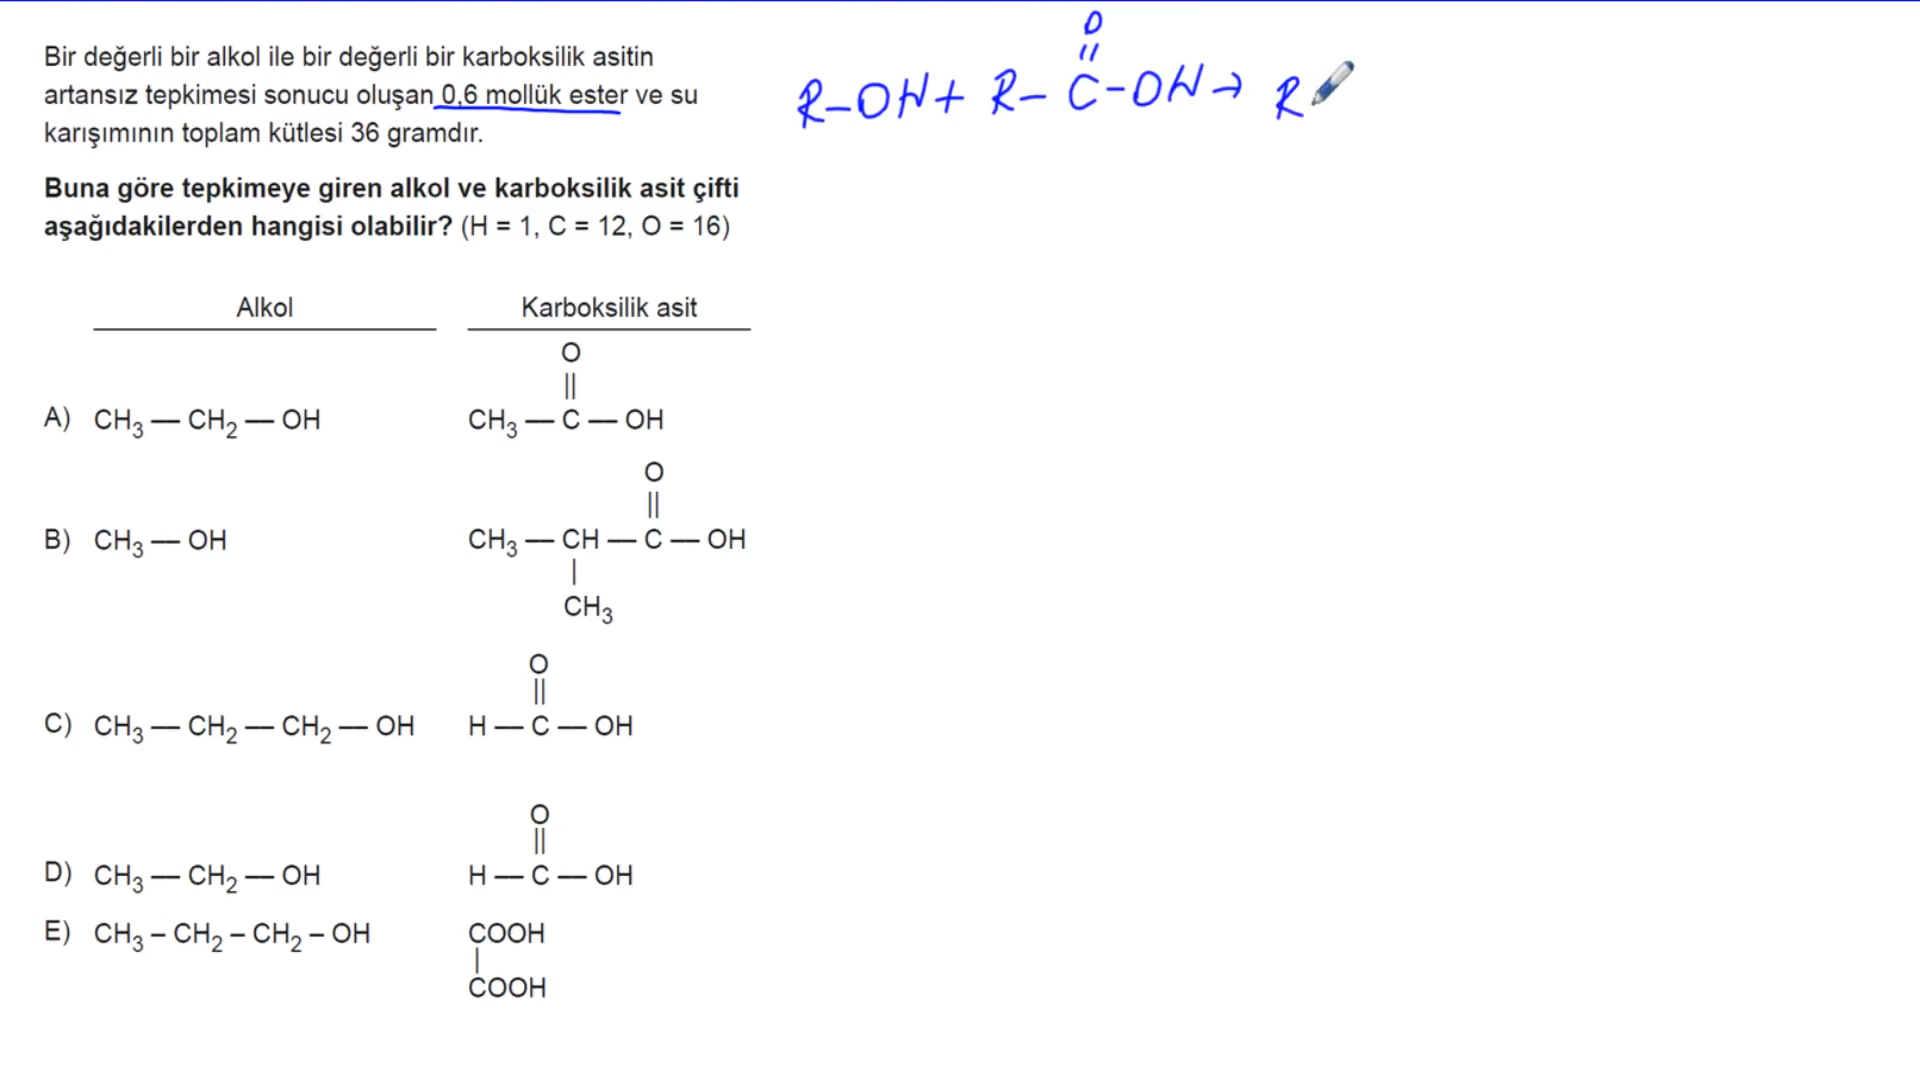 Bir değerli bir alkol ile bir değerli bir karboksilik asitin
artansız tepkimesi sonucu oluşan 0,6 mollük ester ve su
karışımının toplam kütlesi 36 gramdır.
Buna göre tepkimeye giren alkol ve karboksilik asit çifti
aşağıdakilerden hangisi olabilir? (H = 1, C = 12, O = 16)
O
||
R–OH + R–C–OH → R
Alkol Karboksilik asit
O
||
A) CH₃ — CH₂ — OH CH₃ — C — OH
O
||
B) CH₃ — OH CH₃ — CH — C — OH
|
CH₃
O
||
C) CH₃ — CH₂ — CH₂ — OH H — C — OH
O
||
D) CH₃ — CH₂ — OH H — C — OH
E) CH₃ – CH₂ – CH₂ – OH COOH
|
COOH